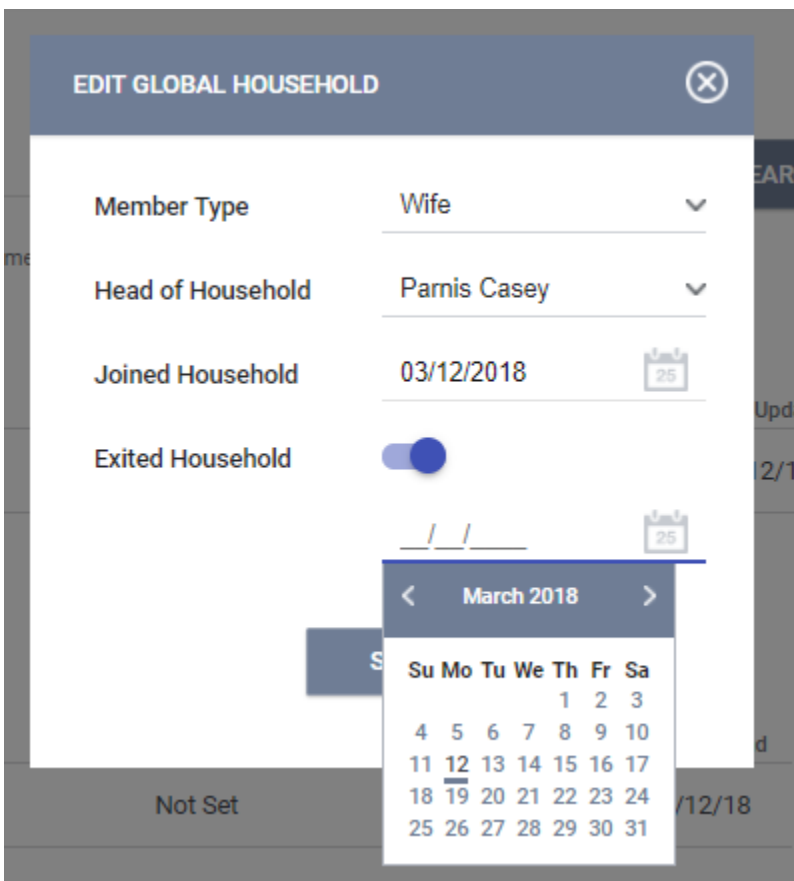 EDIT GLOBAL HOUSEHOLD
Member Type Wife
Head of Household Parnis Casey
Joined Household 03/12/2018 25
Exited Household
__/__/____ 25
March 2018
Su Mo Tu We Th Fr Sa
1 2 3
4 5 6 7 8 9 10
11 12 13 14 15 16 17
18 19 20 21 22 23 24
25 26 27 28 29 30 31
Not Set /12/18